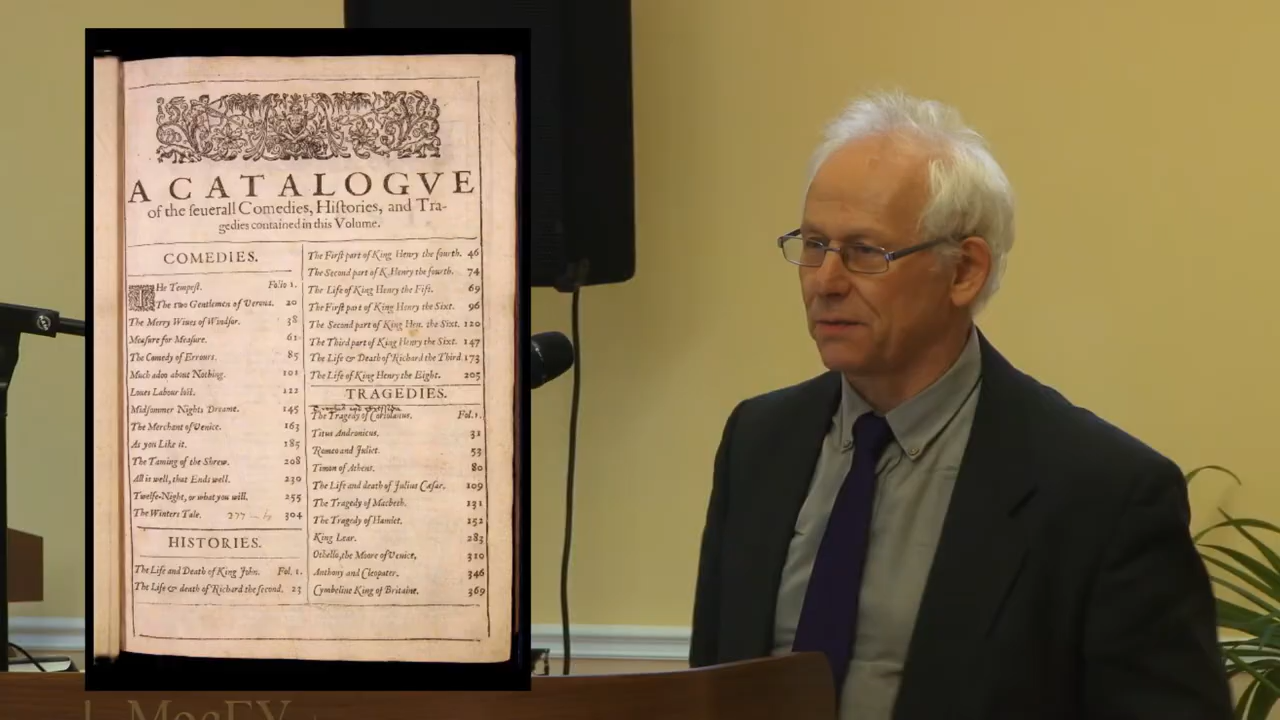 A CATALOGVE
of the seuerall Comedies, Histories, and Tra-
gedies contained in this Volume.
COMEDIES.
The Tempest. Folio 1.
The two Gentlemen of Verona. 20
The Merry Wiues of Windsor. 38
Measure for Measure. 61
The Comedy of Errours. 85
Much adoo about Nothing. 101
Loues Labour lost. 122
Midsommer Nights Dreame. 145
The Merchant of Venice. 163
As you Like it. 185
The Taming of the Shrew. 208
All is well, that Ends well. 230
Twelfe-Night, or what you will. 255
The Winters Tale. 277 304
HISTORIES.
The Life and Death of King John. Fol. 1.
The Life & death of Richard the second. 23
The First part of King Henry the fourth. 46
The Second part of K. Henry the fourth. 74
The Life of King Henry the Fift. 69
The First part of King Henry the Sixt. 96
The Second part of King Hen. the Sixt. 120
The Third part of King Henry the Sixt. 147
The Life & Death of Richard the Third. 173
The Life of King Henry the Eight. 205
TRAGEDIES.
The Tragedy of Coriolanus. Fol. 1.
Titus Andronicus. 31
Romeo and Juliet. 53
Timon of Athens. 80
The Life and death of Julius Cæsar. 109
The Tragedy of Macbeth. 131
The Tragedy of Hamlet. 152
King Lear. 283
Othello, the Moore of Venice. 310
Anthony and Cleopater. 346
Cymbeline King of Britaine. 369